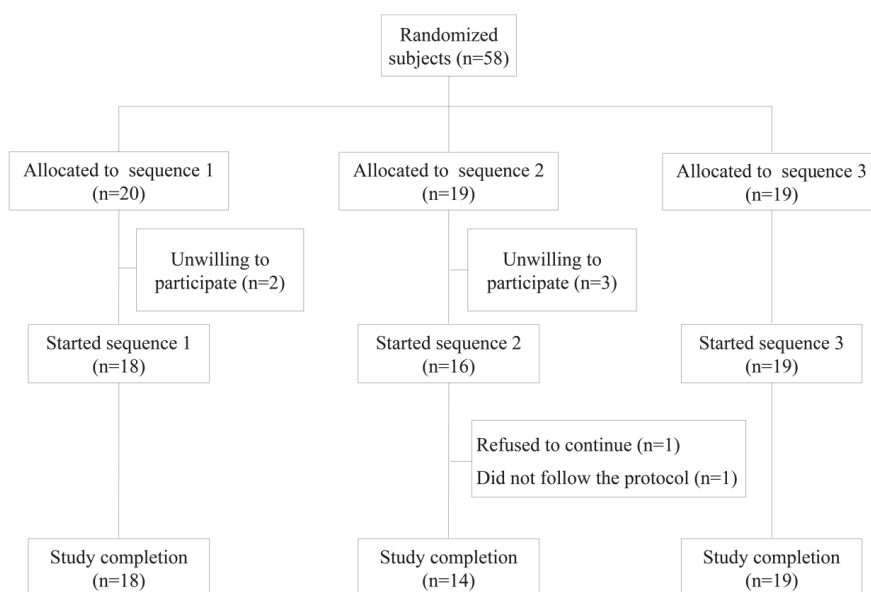 Randomized
subjects (n=58)
Allocated to sequence 1
(n=20)
Allocated to sequence 2
(n=19)
Allocated to sequence 3
(n=19)
Unwilling to
participate (n=2)
Unwilling to
participate (n=3)
Started sequence 1
(n=18)
Started sequence 2
(n=16)
Started sequence 3
(n=19)
Refused to continue (n=1)
Did not follow the protocol (n=1)
Study completion
(n=18)
Study completion
(n=14)
Study completion
(n=19)